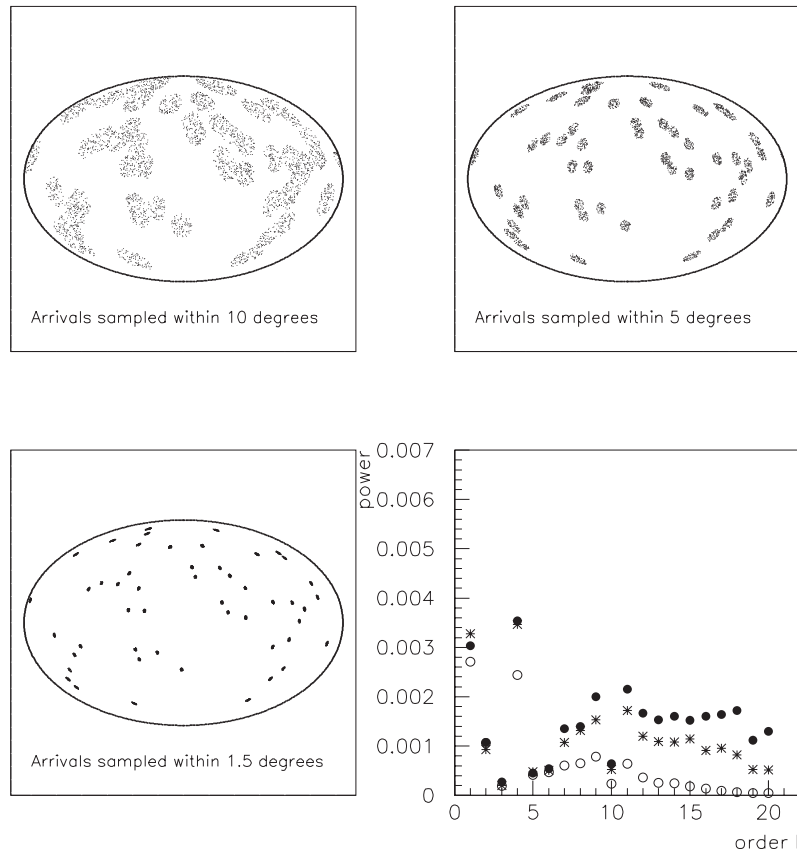 Arrivals sampled within 10 degrees
Arrivals sampled within 5 degrees
Arrivals sampled within 1.5 degrees
power
0.007
0.006
0.005
0.004
0.003
0.002
0.001
0
0 5 10 15 20
order l